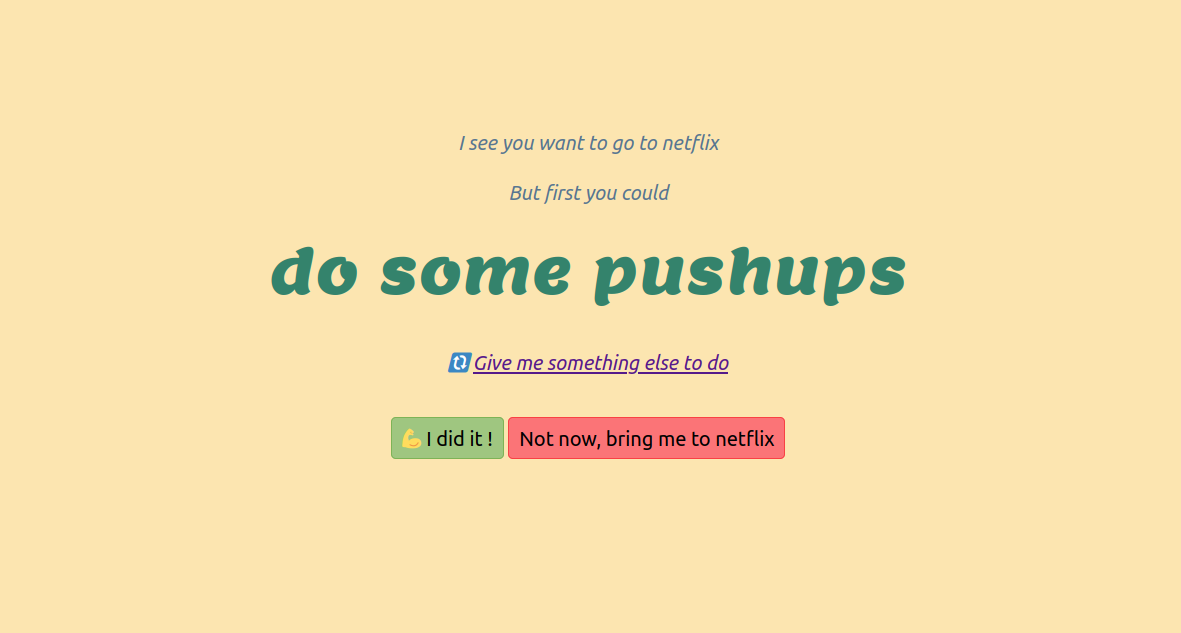 I see you want to go to netflix
But first you could
do some pushups
🔃Give me something else to do
💪I did it !
Not now, bring me to netflix